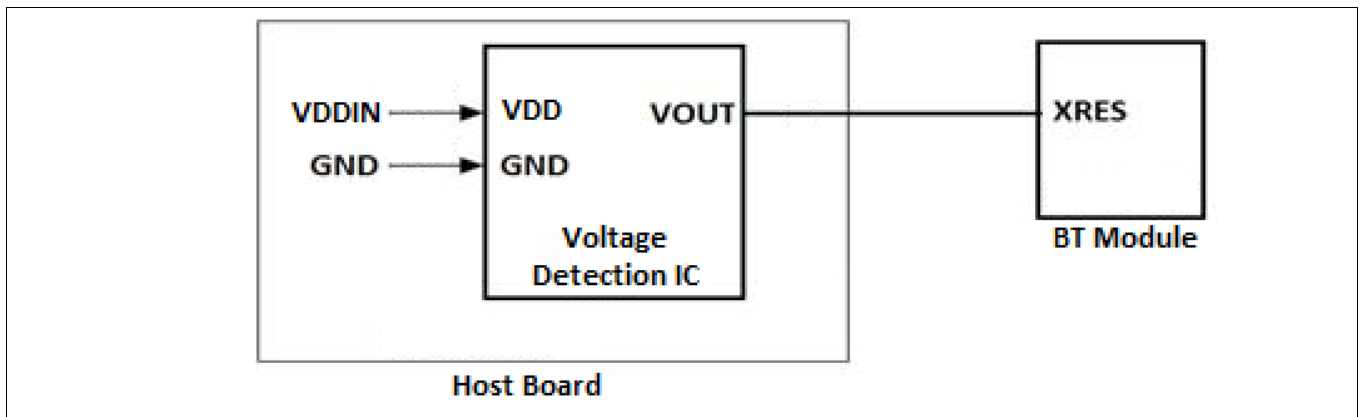 VDDIN
VDD
VOUT
XRES
GND
GND
Voltage
Detection IC
BT Module
Host Board